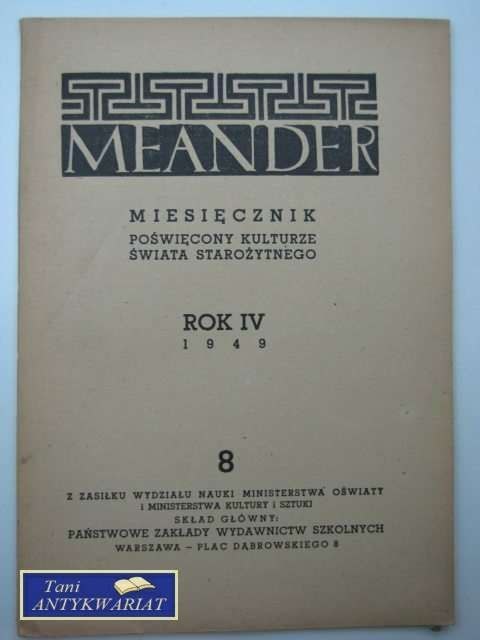 MEANDER
MIESIĘCZNIK
POŚWIĘCONY KULTURZE
ŚWIATA STAROŻYTNEGO
ROK IV
1949
8
Z ZASIŁKU WYDZIAŁU NAUKI MINISTERSTWA OŚWIATY
I MINISTERSTWA KULTURY I SZTUKI
SKŁAD GŁÓWNY:
PAŃSTWOWE ZAKŁADY WYDAWNICTW SZKOLNYCH
WARSZAWA – PLAC DĄBROWSKIEGO 8
Tani
ANTYKWARIAT